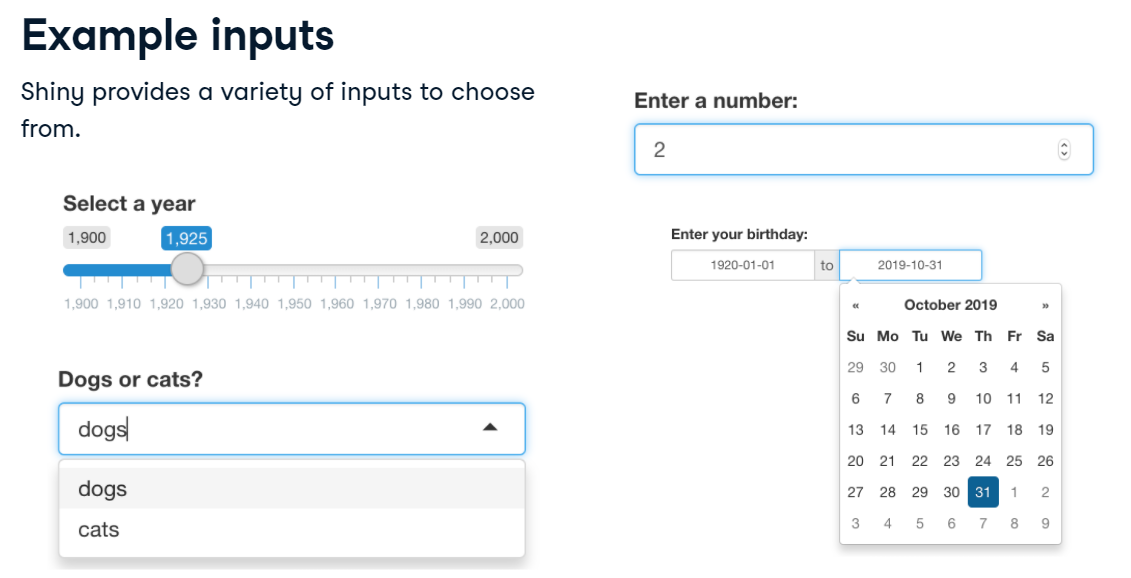 Example inputs
Shiny provides a variety of inputs to choose
from.
Select a year
1,900 1,925 2,000
1,900 1,910 1,920 1,930 1,940 1,950 1,960 1,970 1,980 1,990 2,000
Dogs or cats?
dogs
dogs
cats
Enter a number:
2
Enter your birthday:
1920-01-01 to 2019-10-31
« October 2019 »
Su Mo Tu We Th Fr Sa
29 30 1 2 3 4 5
6 7 8 9 10 11 12
13 14 15 16 17 18 19
20 21 22 23 24 25 26
27 28 29 30 31 1 2
3 4 5 6 7 8 9